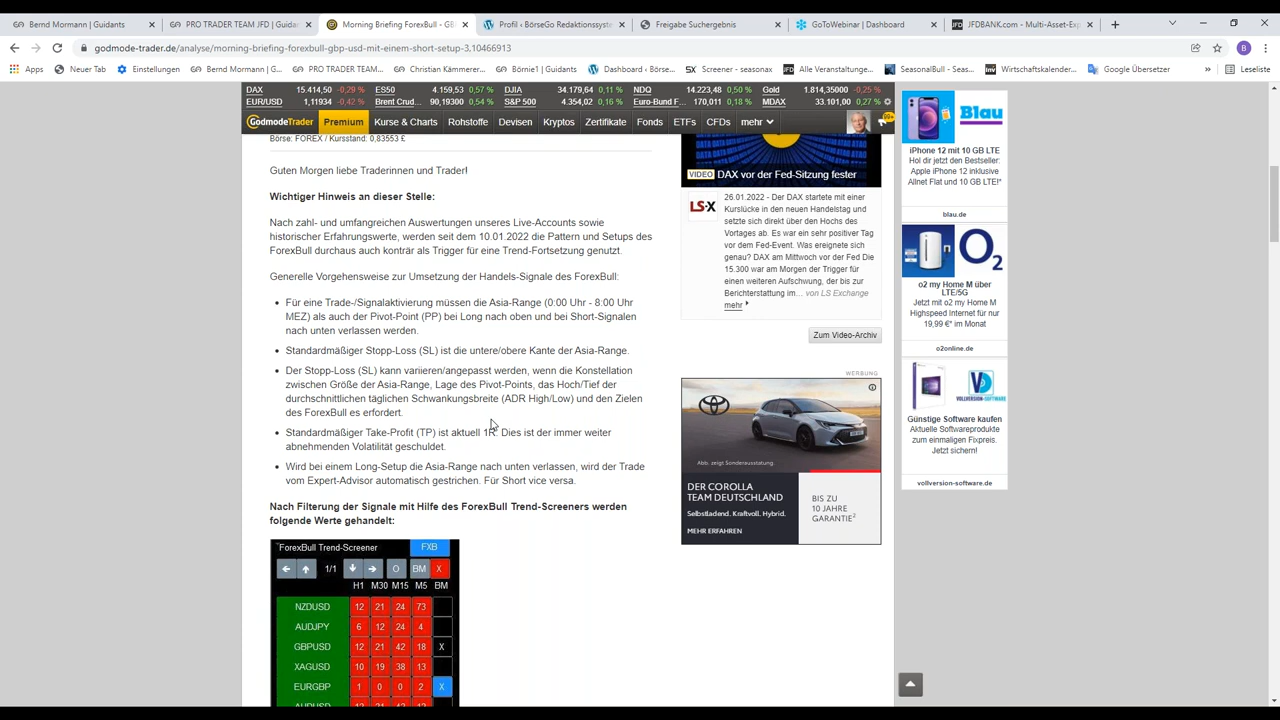 Bernd Mormann | Guidants
PRO TRADER TEAM JFD | Guidan
Morning Briefing ForexBull - GB
Profil ‹ BörseGo Redaktionssyste
Freigabe Suchergebnis
GoToWebinar | Dashboard
JFDBANK.com - Multi-Asset-Exp
godmode-trader.de/analyse/morning-briefing-forexbull-gbp-usd-mit-einem-short-setup-3,10466913
B
Apps
Neuer Tab
Einstellungen
Bernd Mormann | G...
PRO TRADER TEAM...
Christian Kämmerer...
Börnie1 | Guidants
Dashboard ‹ Börse...
Screener - seasonax
Alle Veranstaltunge...
SeasonalBull - Seas...
Wirtschaftskalender...
Google Übersetzer
»
Leseliste
DAX 15.414,50 -0,29 % ES50 4.159,53 0,57 % DJIA 34.179,64 0,11 % NDQ 14.223,48 0,50 % Gold 1.814,35000 -0,25 %
EUR/USD 1,11934 -0,42 % Brent Crud... 90,19300 0,54 % S&P 500 4.354,02 0,16 % Euro-Bund F... 170,011 0,18 % MDAX 33.101,00 0,27 %
GodmodeTrader Premium Kurse & Charts Rohstoffe Devisen Kryptos Zertifikate Fonds ETFs CFDs mehr
99+
Börse: FOREX / Kursstand: 0,83553 £
Guten Morgen liebe Traderinnen und Trader!
Wichtiger Hinweis an dieser Stelle:
Nach zahl- und umfangreichen Auswertungen unseres Live-Accounts sowie
historischer Erfahrungswerte, werden seit dem 10.01.2022 die Pattern und Setups des
ForexBull durchaus auch konträr als Trigger für eine Trend-Fortsetzung genutzt.
Generelle Vorgehensweise zur Umsetzung der Handels-Signale des ForexBull:
• Für eine Trade-/Signalaktivierung müssen die Asia-Range (0:00 Uhr - 8:00 Uhr
MEZ) als auch der Pivot-Point (PP) bei Long nach oben und bei Short-Signalen
nach unten verlassen werden.
• Standardmäßiger Stopp-Loss (SL) ist die untere/obere Kante der Asia-Range.
• Der Stopp-Loss (SL) kann variieren/angepasst werden, wenn die Konstellation
zwischen Größe der Asia-Range, Lage des Pivot-Points, das Hoch/Tief der
durchschnittlichen täglichen Schwankungsbreite (ADR High/Low) und den Zielen
des ForexBull es erfordert.
• Standardmäßiger Take-Profit (TP) ist aktuell 1R. Dies ist der immer weiter
abnehmenden Volatilität geschuldet.
• Wird bei einem Long-Setup die Asia-Range nach unten verlassen, wird der Trade
vom Expert-Advisor automatisch gestrichen. Für Short vice versa.
Nach Filterung der Signale mit Hilfe des ForexBull Trend-Screeners werden
folgende Werte gehandelt:
ForexBull Trend-Screener FXB
1/1 O BM X
H1 M30 M15 M5 BM
NZDUSD 12 21 24 73
AUDJPY 6 12 24 4
GBPUSD 12 21 42 18 X
XAGUSD 10 19 38 13
EURGBP 1 0 0 2 X
VIDEO DAX vor der Fed-Sitzung fester
LS·X
26.01.2022 - Der DAX startete mit einer
Kurslücke in den neuen Handelstag und
setzte sich direkt über den Hochs des
Vortages ab. Es war ein sehr positiver Tag
vor dem Fed-Event. Was ereignete sich
genau? DAX am Mittwoch vor der Fed Die
15.300 war am Morgen der Trigger für
einen weiteren Aufschwung, der bis zur
Berichterstattung im... von LS Exchange
mehr
Zum Video-Archiv
WERBUNG
TOYOTA
Abb. zeigt Sonderausstattung.
DER COROLLA
TEAM DEUTSCHLAND
Selbstladend. Kraftvoll. Hybrid.
MEHR ERFAHREN
BIS ZU
10 JAHRE
GARANTIE²
Blau
iPhone 12 mit 10 GB LTE
Hol dir jetzt den Bestseller:
Apple iPhone 12 inklusive
Allnet Flat und 10 GB LTE!*
blau.de
O2
o2 my Home M über
LTE/5G
Jetzt mit o2 my Home M
Highspeed Internet für nur
19,99 €* im Monat
o2online.de
VOLLVERSION-SOFTWARE
Günstige Software kaufen
Aktuelle Softwareprodukte
zum einmaligen Fixpreis.
Jetzt sichern!
vollversion-software.de